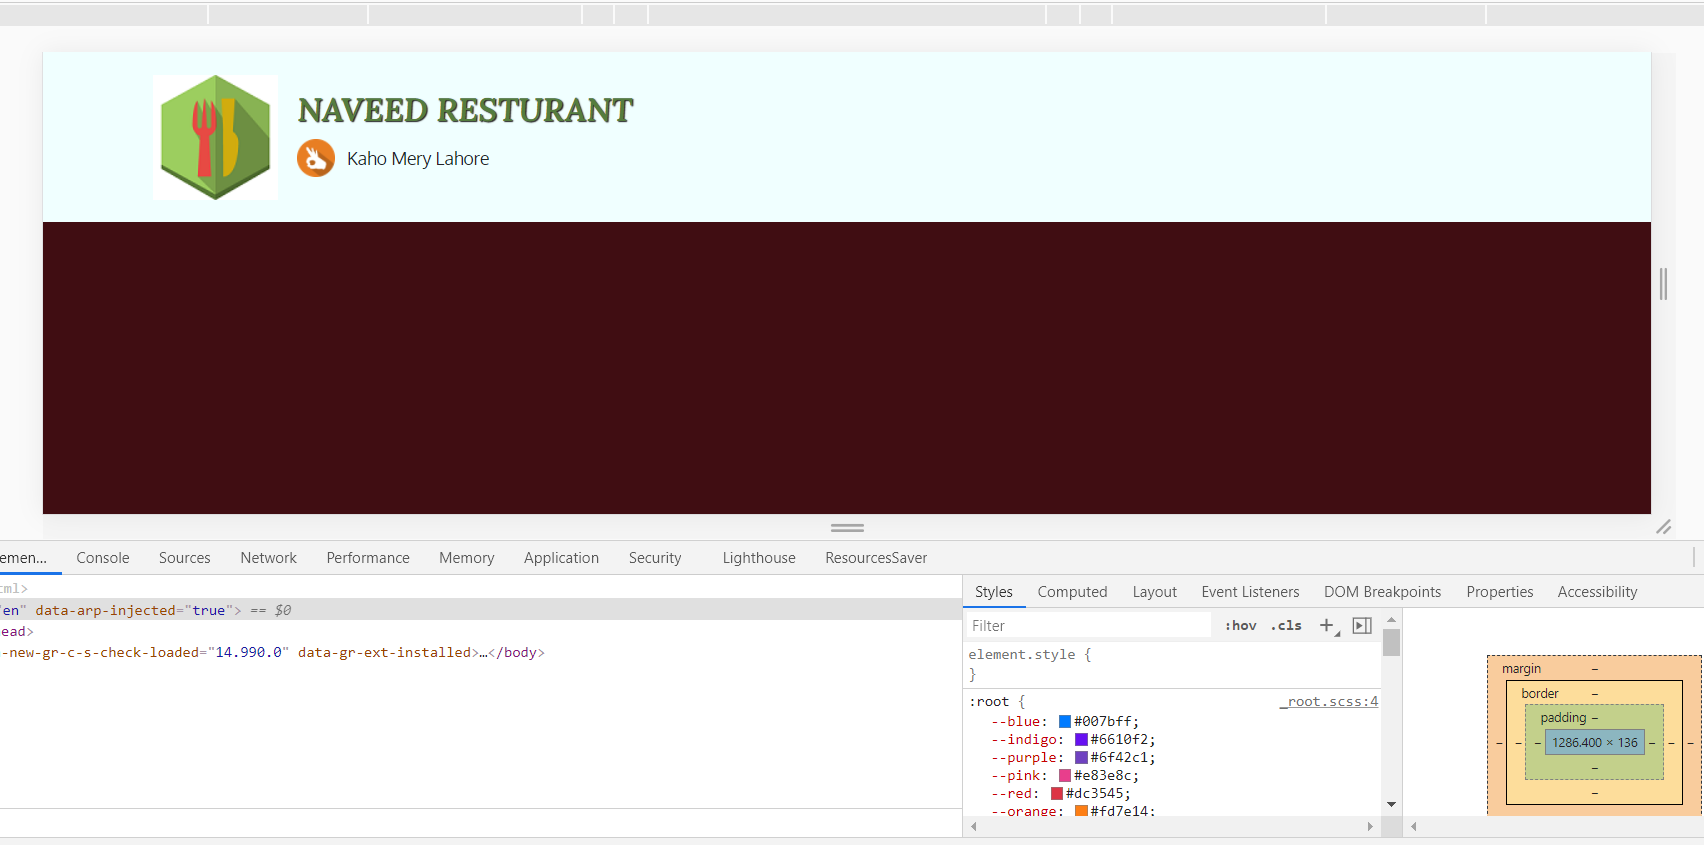 NAVEED RESTURANT
Kaho Mery Lahore
emen... Console Sources Network Performance Memory Application Security Lighthouse ResourcesSaver
tml>
"en" data-arp-injected="true"> == $0
ead>
-new-gr-c-s-check-loaded="14.990.0" data-gr-ext-installed>…</body>
Styles Computed Layout Event Listeners DOM Breakpoints Properties Accessibility
Filter :hov .cls +
element.style {
}
:root { _root.scss:4
--blue: #007bff;
--indigo: #6610f2;
--purple: #6f42c1;
--pink: #e83e8c;
--red: #dc3545;
--orange: #fd7e14;
margin –
border –
padding –
– – – 1286.400 × 136 – – –
–
–